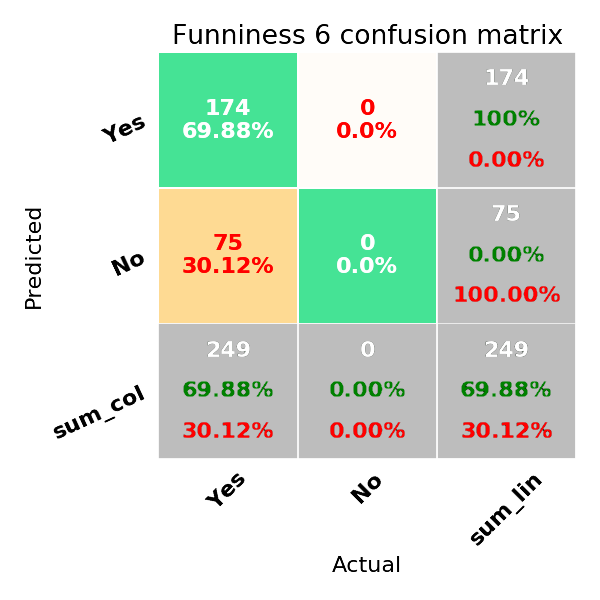 Funniness 6 confusion matrix
Predicted
Yes
174
69.88%
0
0.0%
174
100%
0.00%
No
75
30.12%
0
0.0%
75
0.00%
100.00%
sum_col
249
69.88%
30.12%
0
0.00%
0.00%
249
69.88%
30.12%
Yes
No
sum_lin
Actual